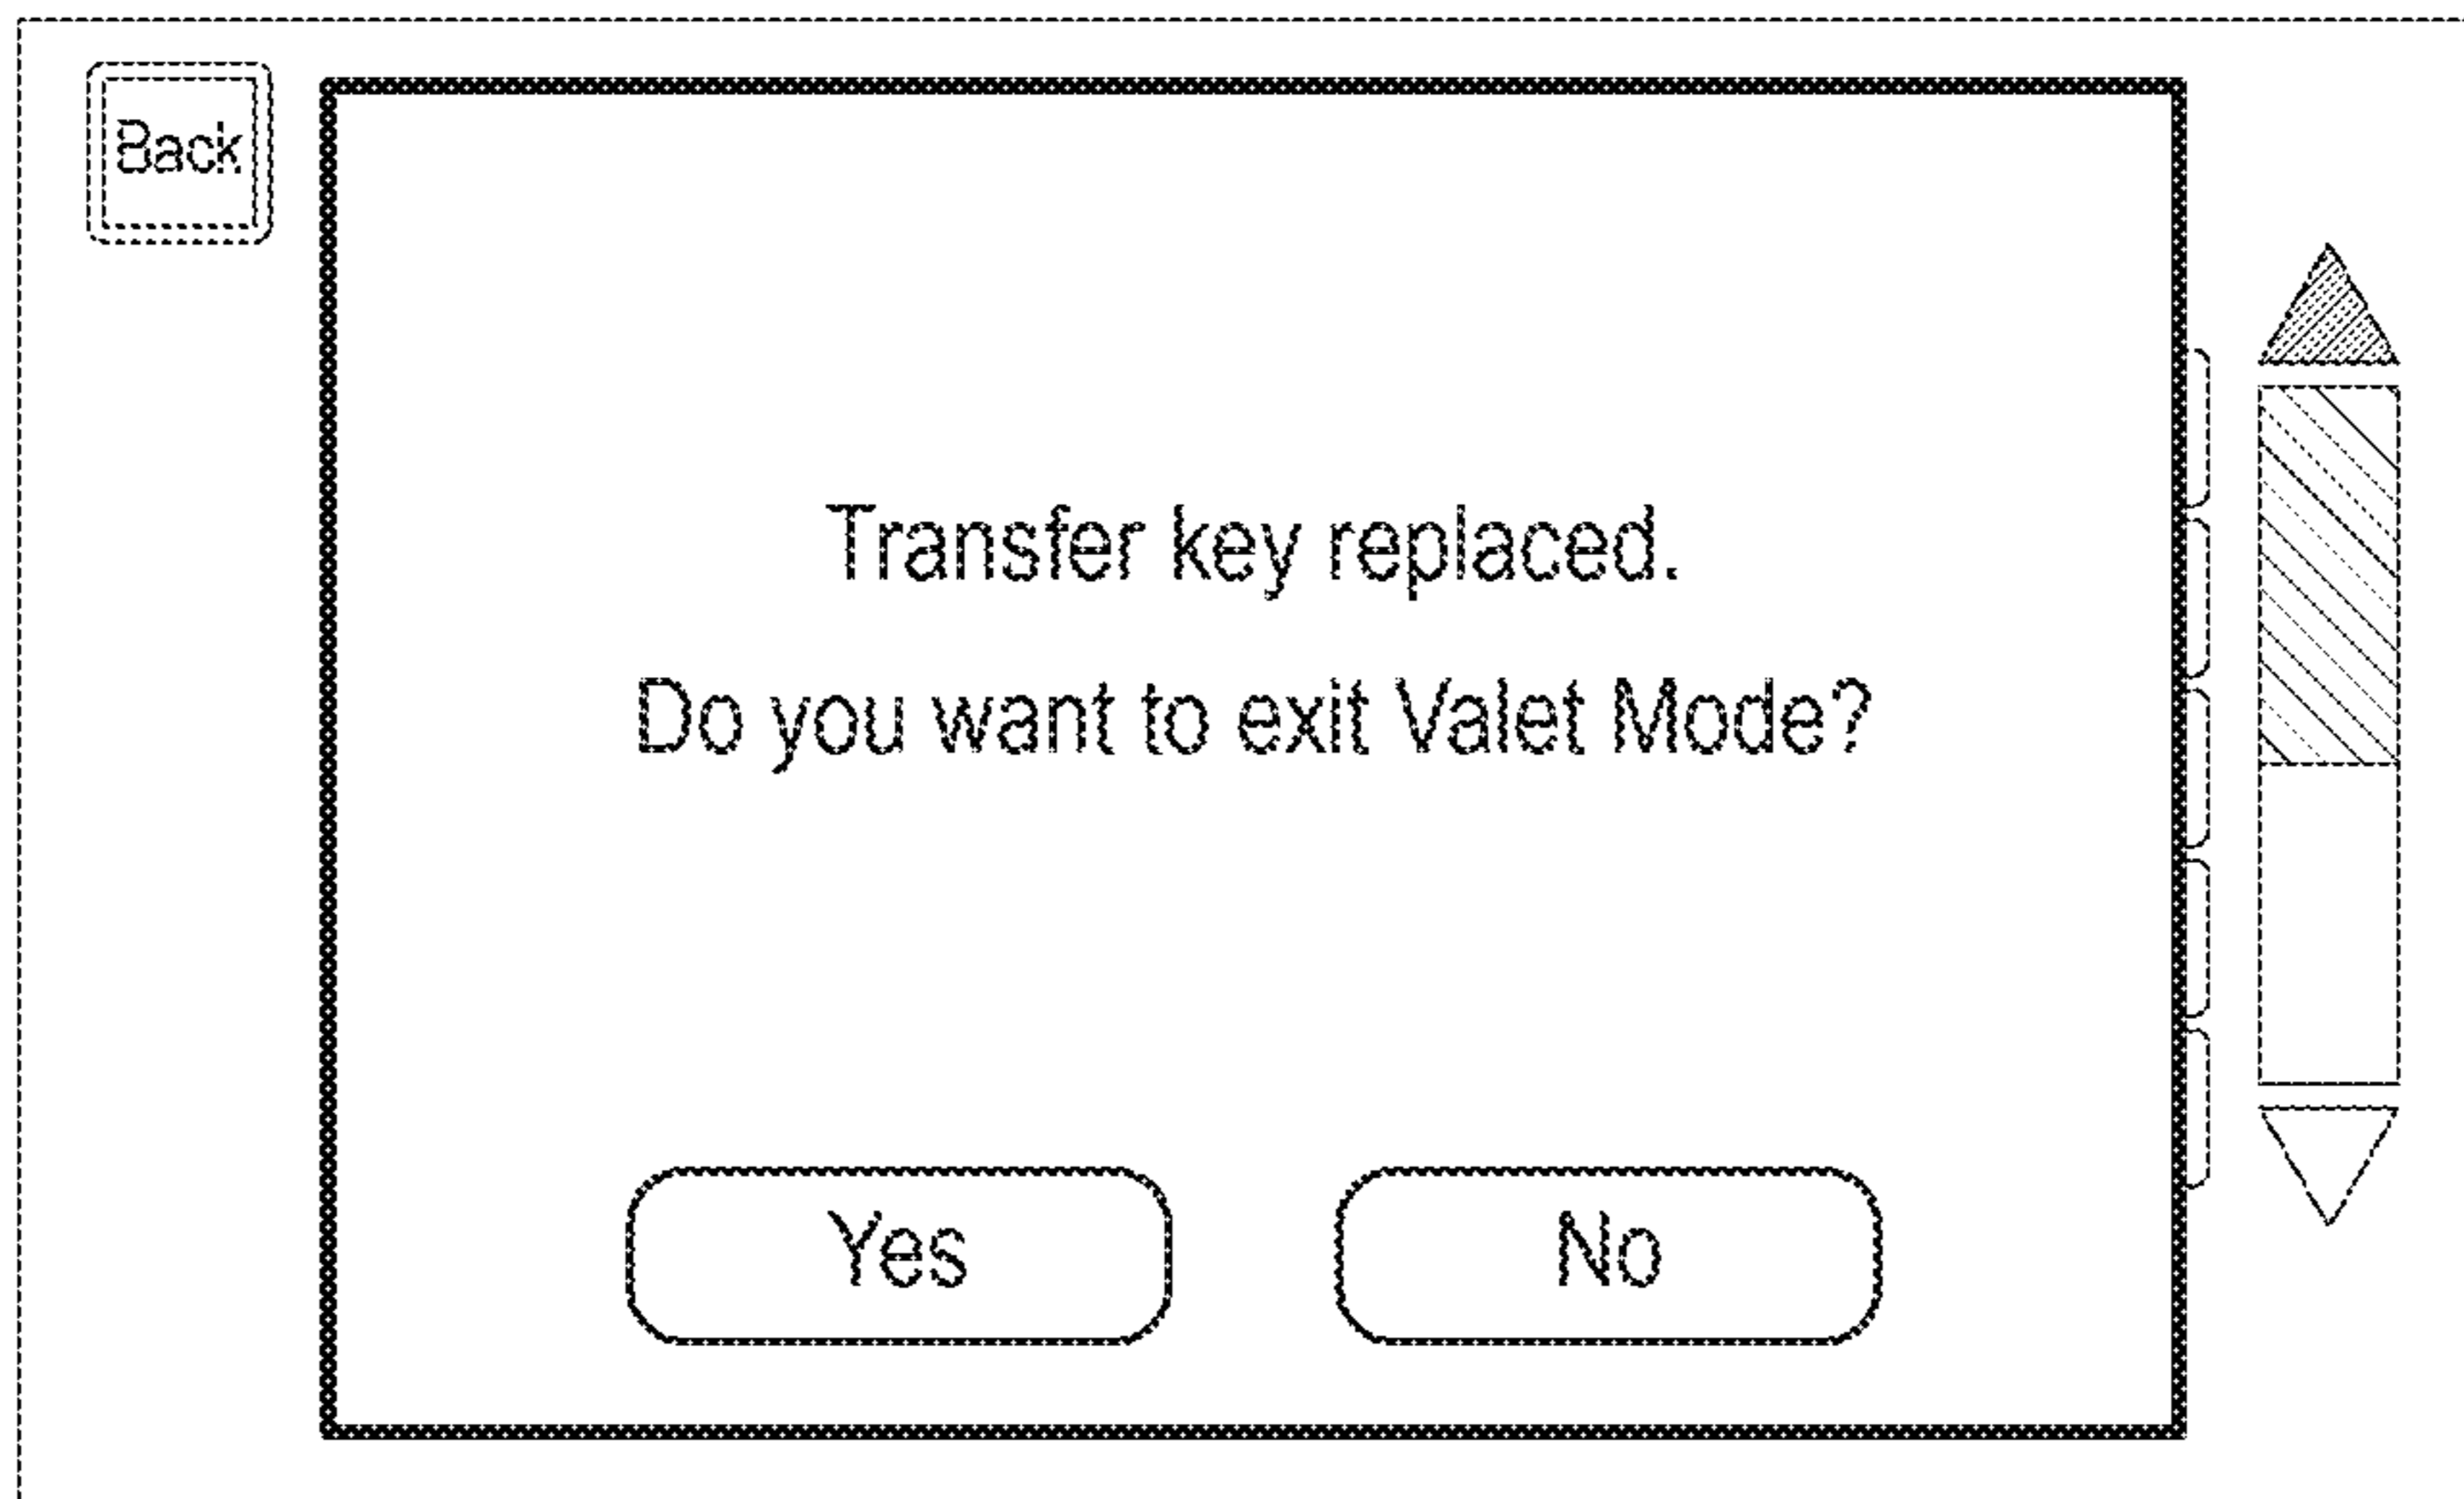 Back
Transfer key replaced.
Do you want to exit Valet Mode?
Yes
No